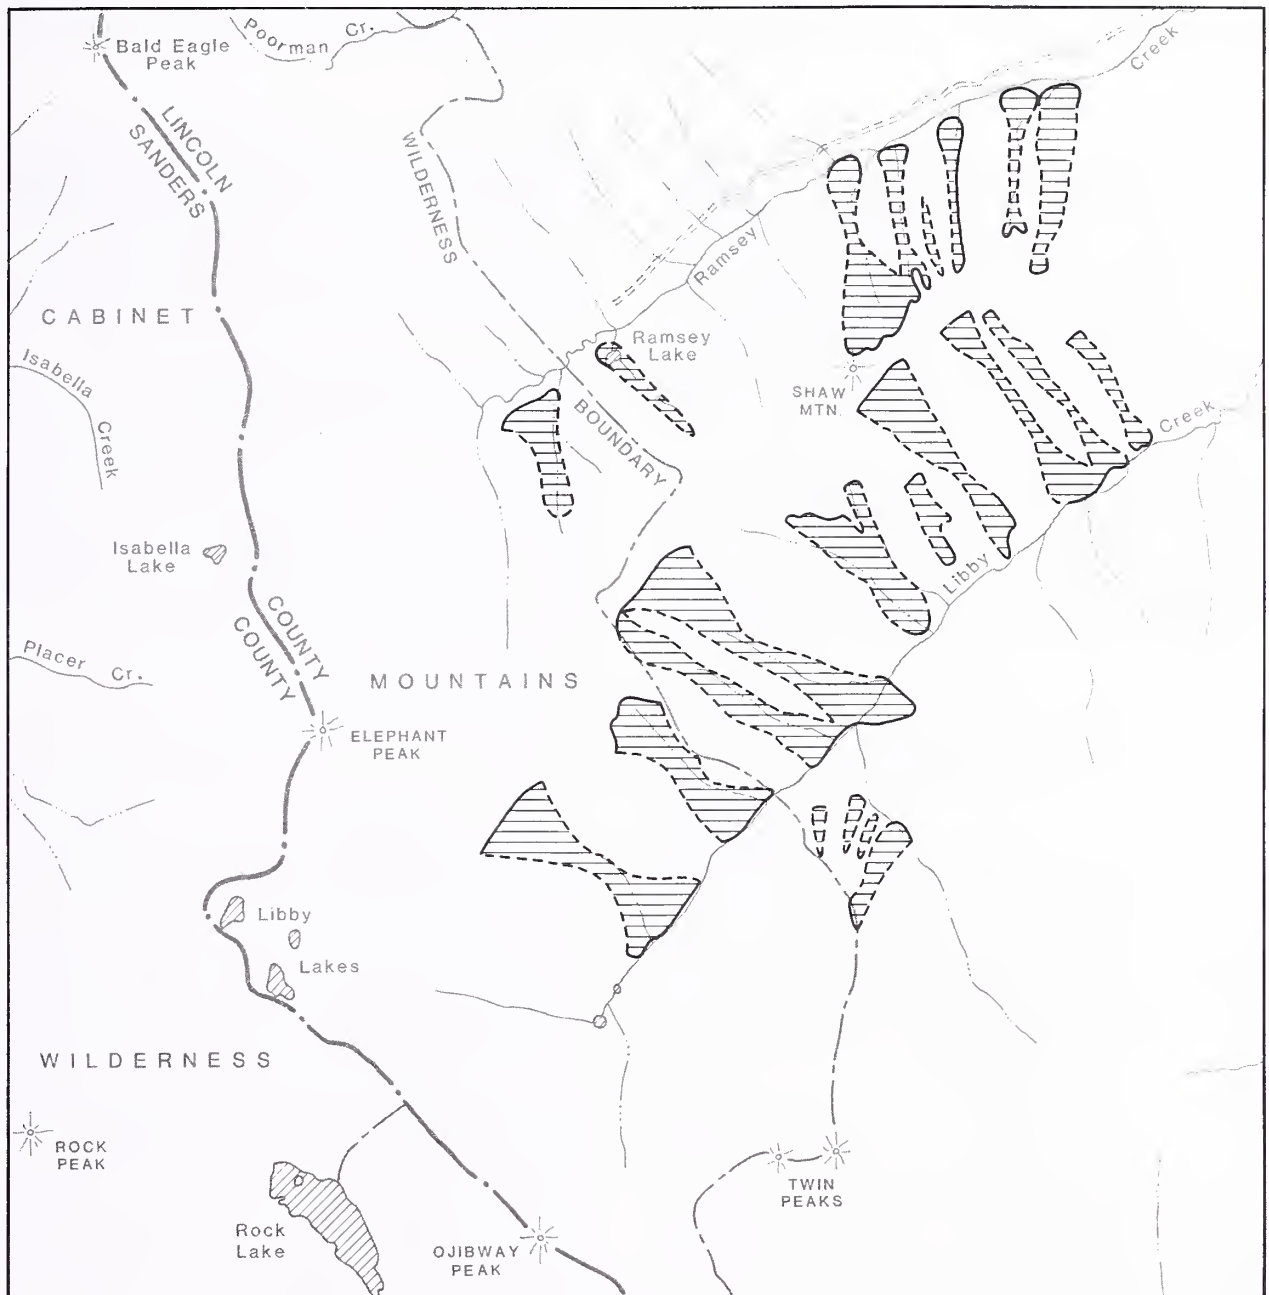 Bald Eagle
Peak
Poorman Cr.
Creek
LINCOLN
SANDERS
WILDERNESS
Ramsey
CABINET
Ramsey
Lake
Isabella
Creek
SHAW
MTN.
BOUNDARY
Creek
Isabella
Lake
Libby
COUNTY
COUNTY
Placer Cr.
MOUNTAINS
ELEPHANT
PEAK
Libby
Lakes
WILDERNESS
ROCK
PEAK
TWIN
PEAKS
Rock
Lake
OJIBWAY
PEAK